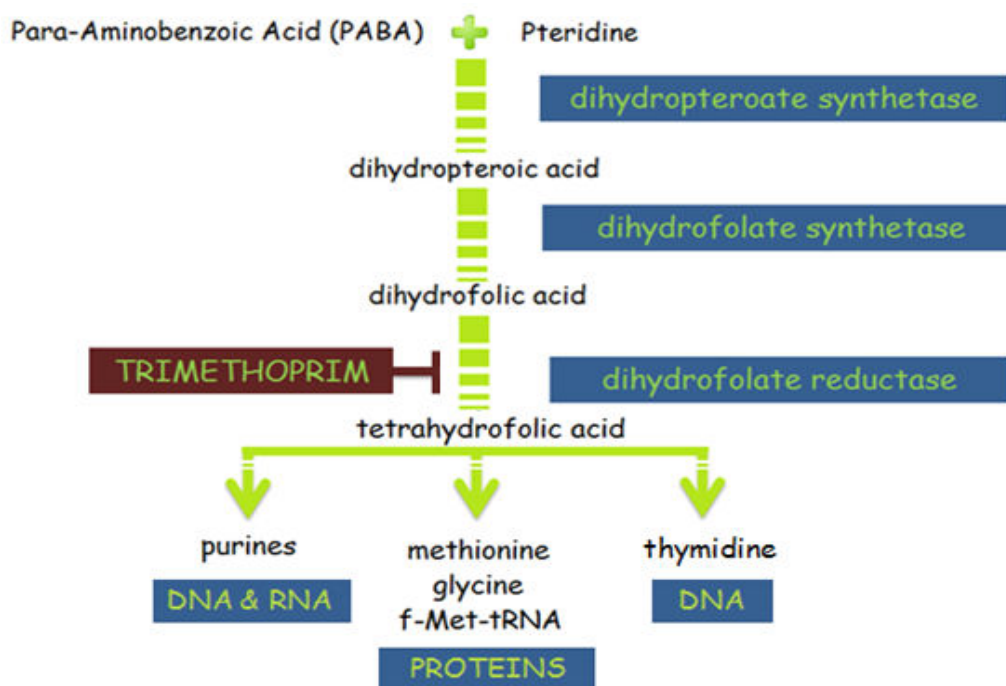 Para-Aminobenzoic Acid (PABA) + Pteridine
dihydropteroate synthetase
dihydropteroic acid
dihydrofolate synthetase
dihydrofolic acid
TRIMETHOPRIM
dihydrofolate reductase
tetrahydrofolic acid
purines
DNA & RNA
methionine
glycine
f-Met-tRNA
PROTEINS
thymidine
DNA